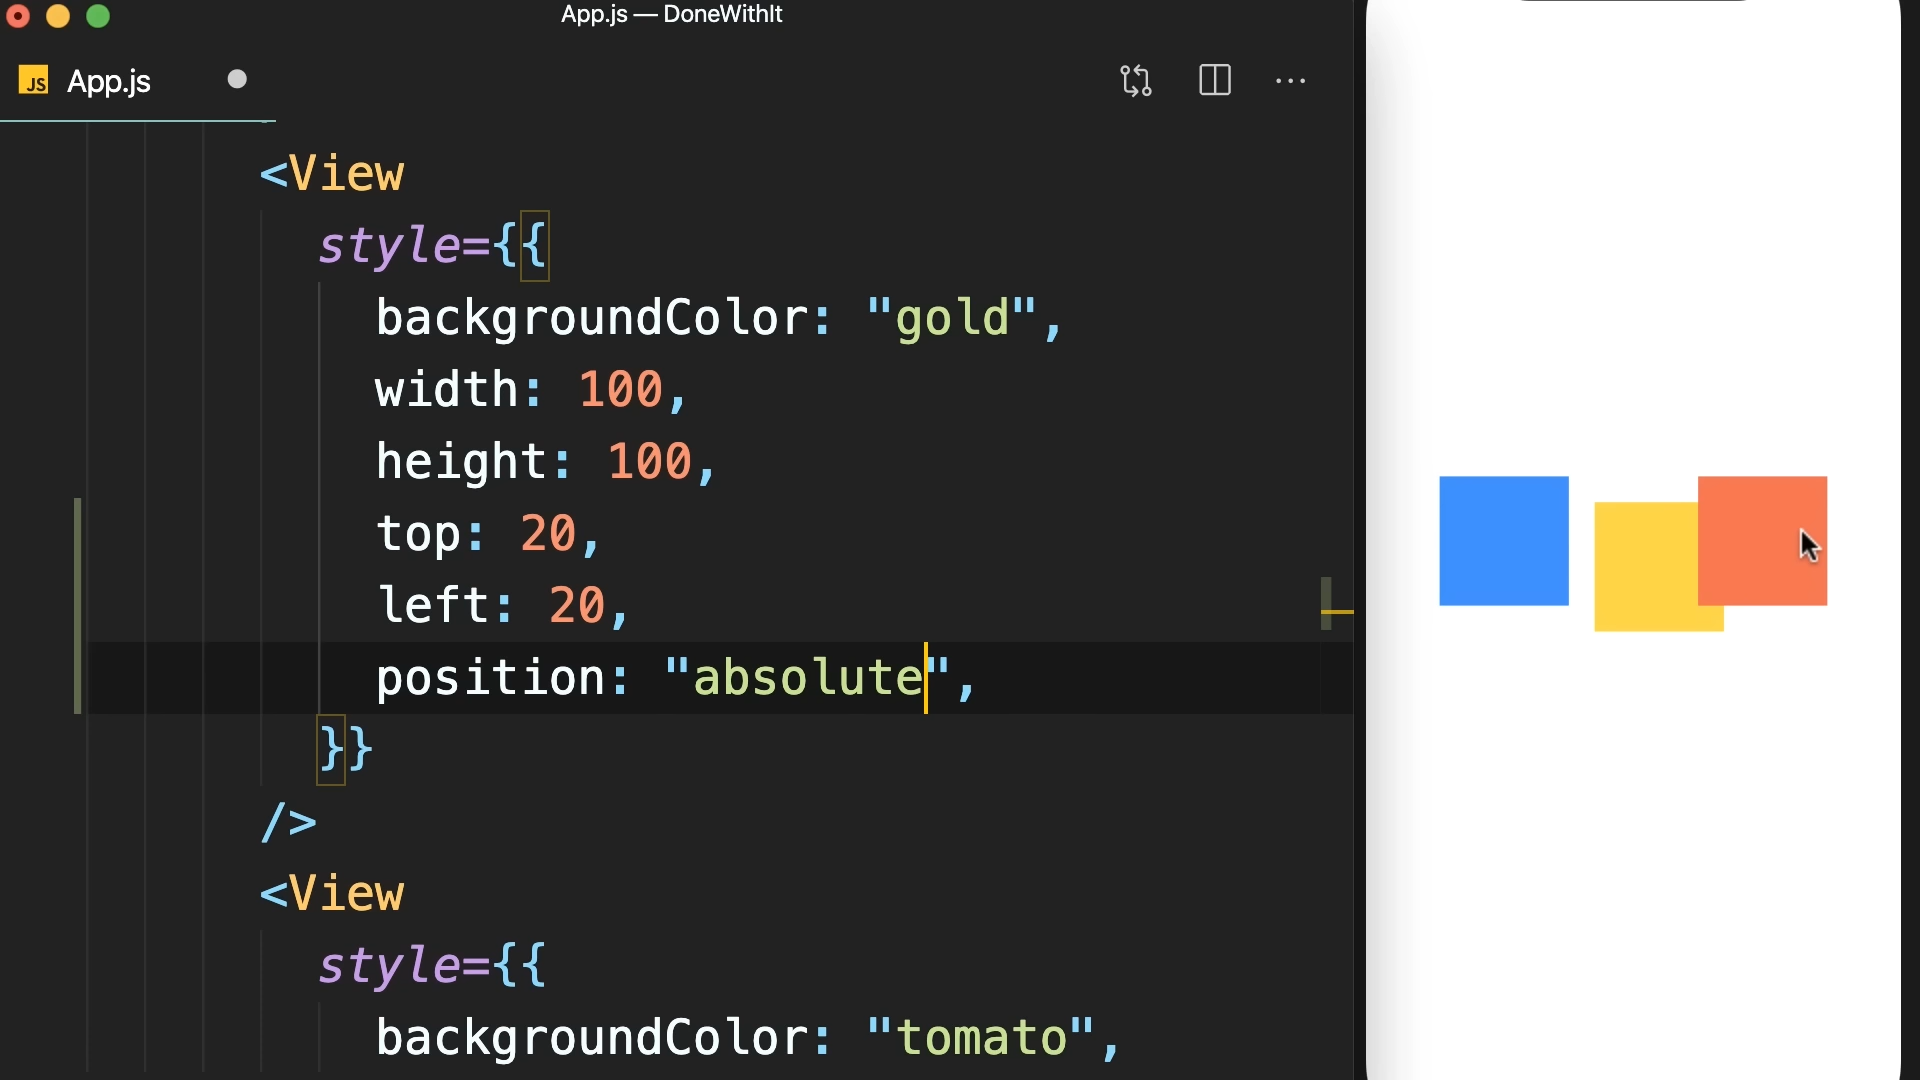 App.js — DoneWithIt
JS App.js
<View
style={{
backgroundColor: "gold",
width: 100,
height: 100,
top: 20,
left: 20,
position: "absolute",
}}
/>
<View
style={{
backgroundColor: "tomato",